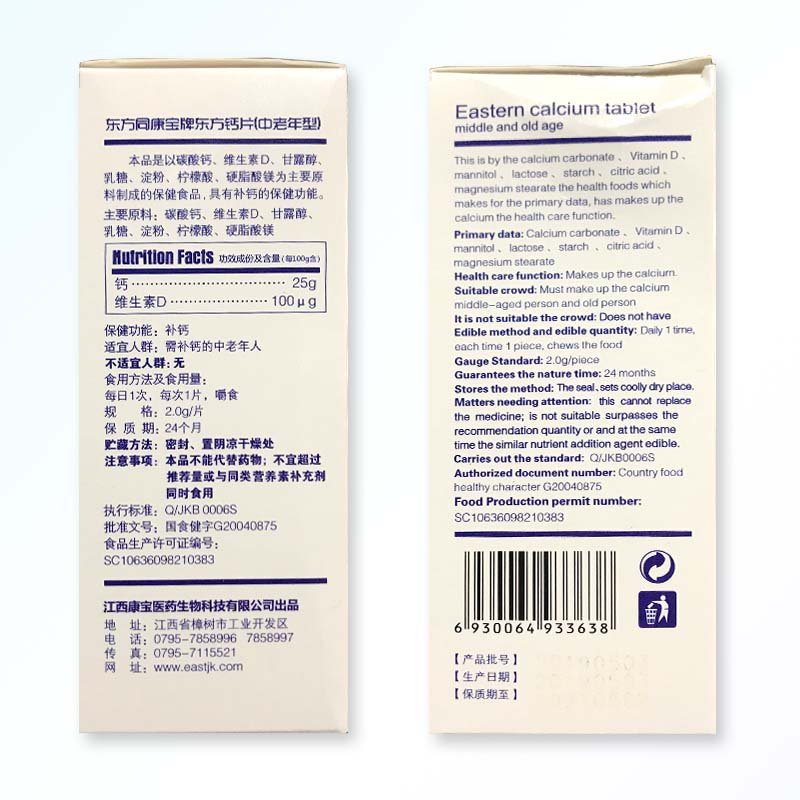 东方同康宝牌东方钙片(中老年型)
本品是以碳酸钙、维生素D、甘露醇、
乳糖、淀粉、柠檬酸、硬脂酸镁为主要原
料制成的保健食品，具有补钙的保健功能。
主要原料：碳酸钙、维生素D、甘露醇、
乳糖、淀粉、柠檬酸、硬脂酸镁
Nutrition Facts 功效成份及含量(每100g含)
钙 25g
维生素D 100μg
保健功能：补钙
适宜人群：需补钙的中老年人
不适宜人群：无
食用方法及食用量：
每日1次，每次1片，嚼食
规 格：2.0g/片
保 质 期：24个月
贮藏方法：密封、置阴凉干燥处
注意事项：本品不能代替药物；不宜超过
推荐量或与同类营养素补充剂
同时食用
执行标准：Q/JKB 0006S
批准文号：国食健字G20040875
食品生产许可证编号：
SC10636098210383
江西康宝医药生物科技有限公司出品
地 址：江西省樟树市工业开发区
电 话：0795-7858996 7858997
传 真：0795-7115521
网 址：www.eastjk.com
Eastern calcium tablet
middle and old age
This is by the calcium carbonate 、 Vitamin D 、
mannitol 、 lactose 、 starch 、 citric acid 、
magnesium stearate the health foods which
makes for the primary data, has makes up the
calcium the health care function.
Primary data: Calcium carbonate 、 Vitamin D 、
mannitol 、 lactose 、 starch 、 citric acid 、
magnesium stearate
Health care function: Makes up the calcium.
Suitable crowd: Must make up the calcium
middle-aged person and old person
It is not suitable the crowd: Does not have
Edible method and edible quantity: Daily 1 time,
each time 1 piece, chews the food
Gauge Standard: 2.0g/piece
Guarantees the nature time: 24 months
Stores the method: The seal、sets coolly dry place.
Matters needing attention: this cannot replace
the medicine; is not suitable surpasses the
recommendation quantity or and at the same
time the similar nutrient addition agent edible.
Carries out the standard: Q/JKB0006S
Authorized document number: Country food
healthy character G20040875
Food Production permit number:
SC10636098210383
6 930064 933638
【产品批号】
【生产日期】
【保质期至】